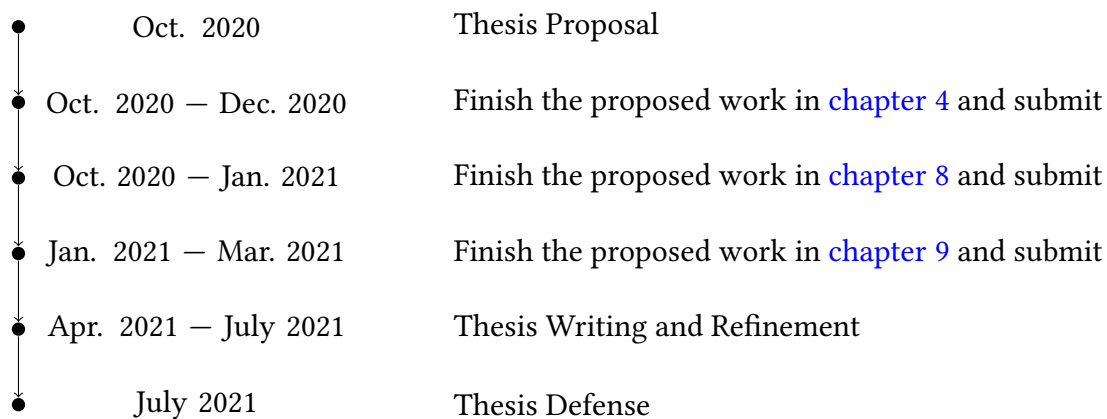 Oct. 2020 Thesis Proposal
Oct. 2020 — Dec. 2020 Finish the proposed work in chapter 4 and submit
Oct. 2020 — Jan. 2021 Finish the proposed work in chapter 8 and submit
Jan. 2021 — Mar. 2021 Finish the proposed work in chapter 9 and submit
Apr. 2021 — July 2021 Thesis Writing and Refinement
July 2021 Thesis Defense